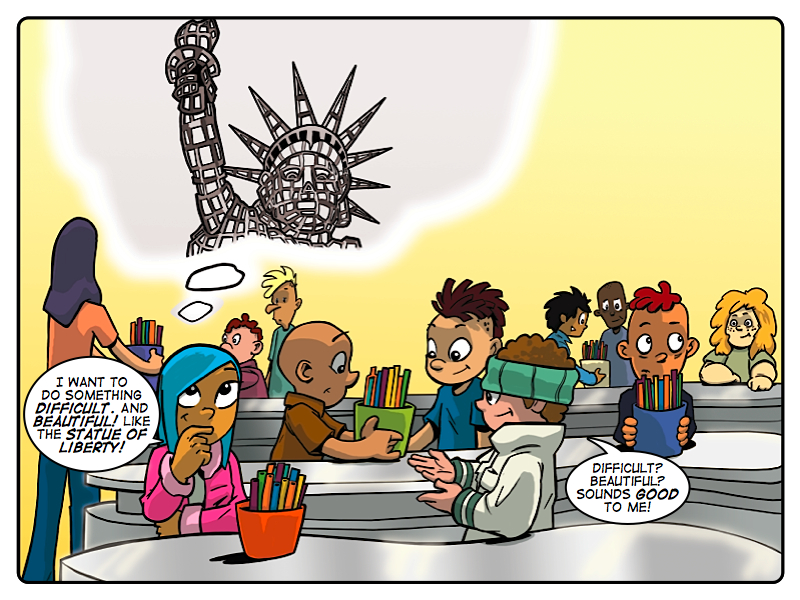 I WANT TO
DO SOMETHING
DIFFICULT. AND
BEAUTIFUL! LIKE
THE STATUE OF
LIBERTY!
DIFFICULT?
BEAUTIFUL?
SOUNDS GOOD
TO ME!